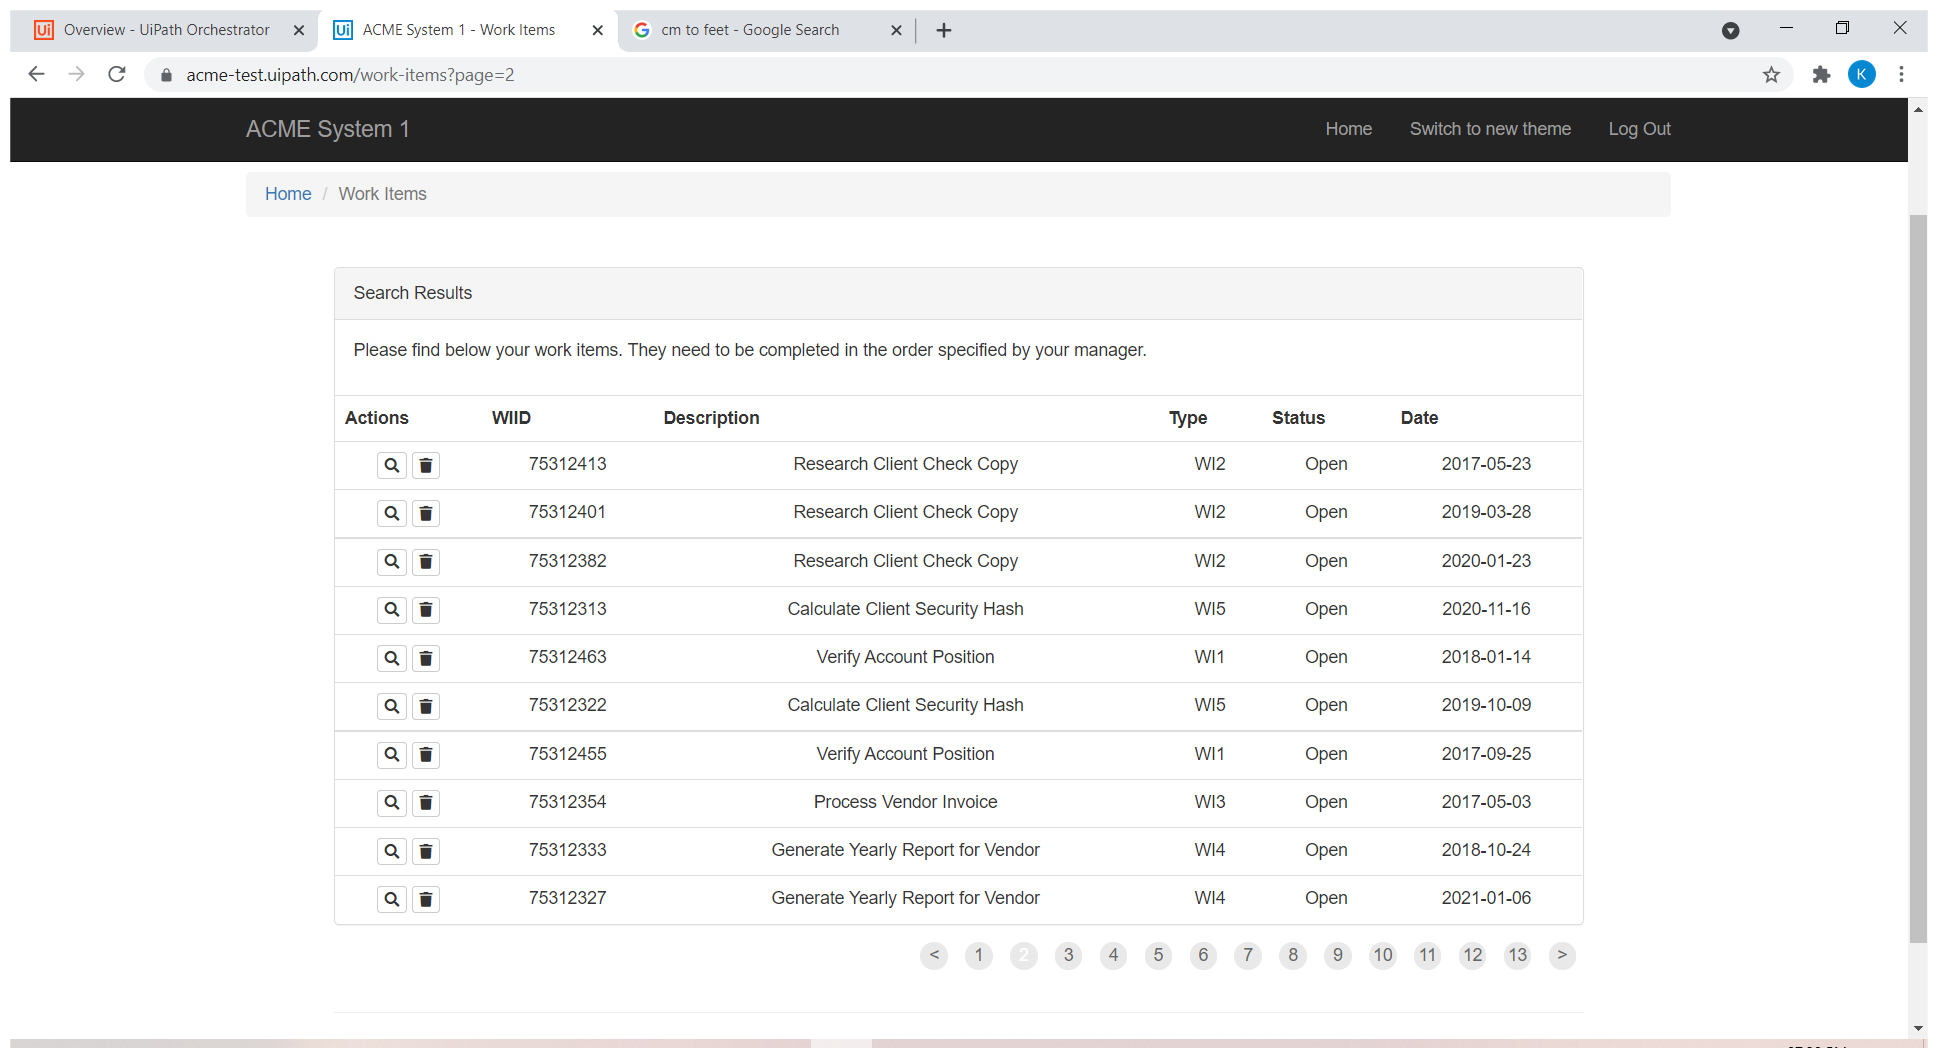 Ui Overview - UiPath Orchestrator Ui ACME System 1 - Work Items G cm to feet - Google Search
acme-test.uipath.com/work-items?page=2 K
ACME System 1 Home Switch to new theme Log Out
Home / Work Items
Search Results
Please find below your work items. They need to be completed in the order specified by your manager.
Actions WIID Description Type Status Date
75312413 Research Client Check Copy WI2 Open 2017-05-23
75312401 Research Client Check Copy WI2 Open 2019-03-28
75312382 Research Client Check Copy WI2 Open 2020-01-23
75312313 Calculate Client Security Hash WI5 Open 2020-11-16
75312463 Verify Account Position WI1 Open 2018-01-14
75312322 Calculate Client Security Hash WI5 Open 2019-10-09
75312455 Verify Account Position WI1 Open 2017-09-25
75312354 Process Vendor Invoice WI3 Open 2017-05-03
75312333 Generate Yearly Report for Vendor WI4 Open 2018-10-24
75312327 Generate Yearly Report for Vendor WI4 Open 2021-01-06
< 1 2 3 4 5 6 7 8 9 10 11 12 13 >